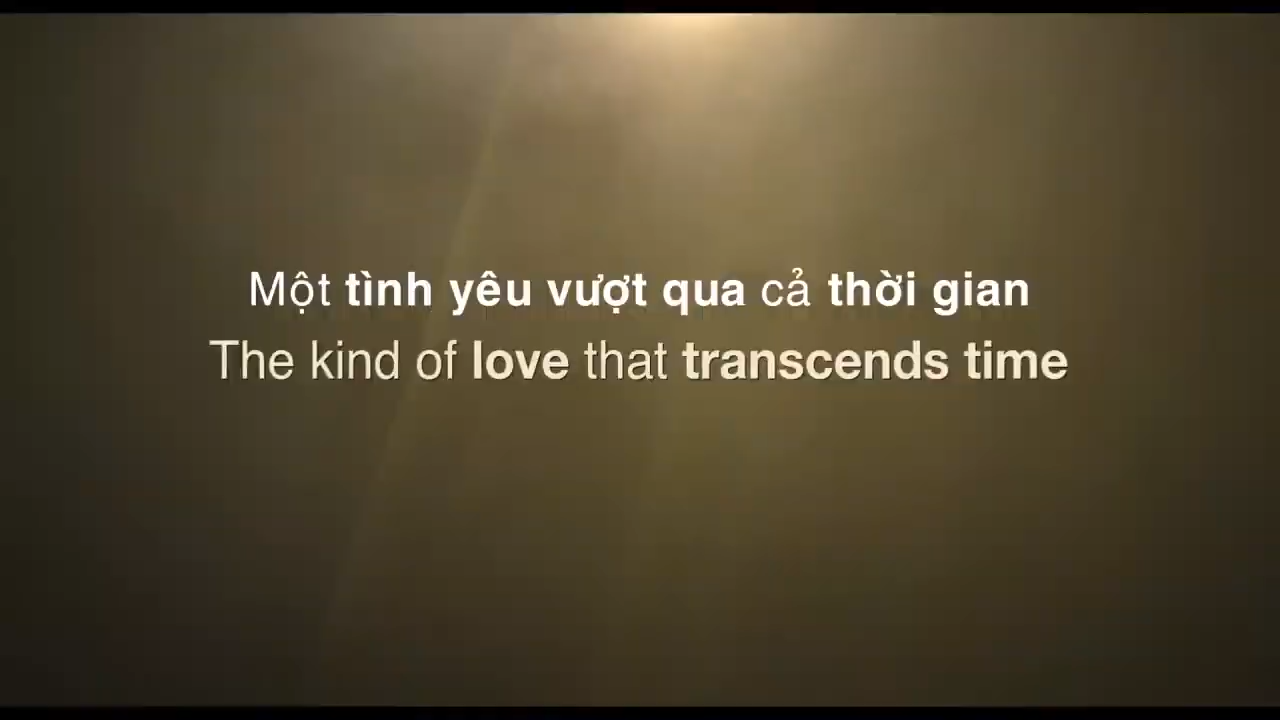 Một tình yêu vượt qua cả thời gian
The kind of love that transcends time